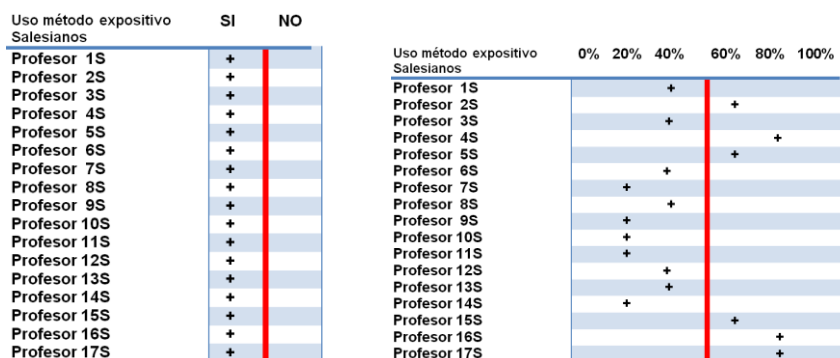 Uso método expositivo SI NO
Salesianos
Profesor 1S +
Profesor 2S +
Profesor 3S +
Profesor 4S +
Profesor 5S +
Profesor 6S +
Profesor 7S +
Profesor 8S +
Profesor 9S +
Profesor 10S +
Profesor 11S +
Profesor 12S +
Profesor 13S +
Profesor 14S +
Profesor 15S +
Profesor 16S +
Profesor 17S +
Uso método expositivo 0% 20% 40% 60% 80% 100%
Salesianos
Profesor 1S +
Profesor 2S +
Profesor 3S +
Profesor 4S +
Profesor 5S +
Profesor 6S +
Profesor 7S +
Profesor 8S +
Profesor 9S +
Profesor 10S +
Profesor 11S +
Profesor 12S +
Profesor 13S +
Profesor 14S +
Profesor 15S +
Profesor 16S +
Profesor 17S +